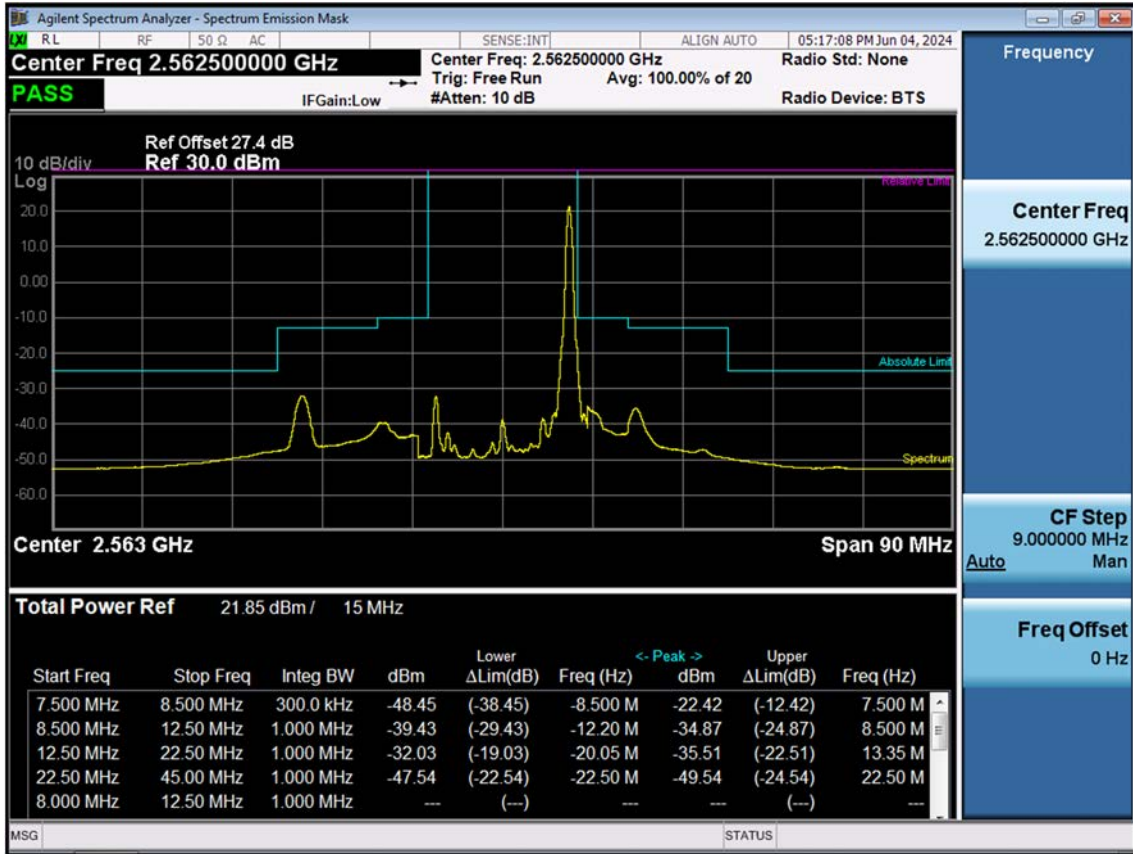 Agilent Spectrum Analyzer - Spectrum Emission Mask
LXI RL RF 50 Ω AC SENSE:INT ALIGN AUTO 05:17:08 PM Jun 04, 2024
Center Freq 2.562500000 GHz Center Freq: 2.562500000 GHz Radio Std: None
Trig: Free Run Avg: 100.00% of 20
PASS IFGain:Low #Atten: 10 dB Radio Device: BTS
Ref Offset 27.4 dB
10 dB/div Ref 30.0 dBm
Log
Relative Limit
20.0
10.0
0.00
-10.0
-20.0
Absolute Limit
-30.0
-40.0
-50.0
Spectrum
-60.0
Center 2.563 GHz Span 90 MHz
Total Power Ref 21.85 dBm / 15 MHz
Lower <- Peak -> Upper
Start Freq Stop Freq Integ BW dBm ΔLim(dB) Freq (Hz) dBm ΔLim(dB) Freq (Hz)
7.500 MHz 8.500 MHz 300.0 kHz -48.45 (-38.45) -8.500 M -22.42 (-12.42) 7.500 M
8.500 MHz 12.50 MHz 1.000 MHz -39.43 (-29.43) -12.20 M -34.87 (-24.87) 8.500 M
12.50 MHz 22.50 MHz 1.000 MHz -32.03 (-19.03) -20.05 M -35.51 (-22.51) 13.35 M
22.50 MHz 45.00 MHz 1.000 MHz -47.54 (-22.54) -22.50 M -49.54 (-24.54) 22.50 M
8.000 MHz 12.50 MHz 1.000 MHz --- (---) --- --- (---) ---
MSG STATUS
Frequency
Center Freq
2.562500000 GHz
CF Step
9.000000 MHz
Auto Man
Freq Offset
0 Hz